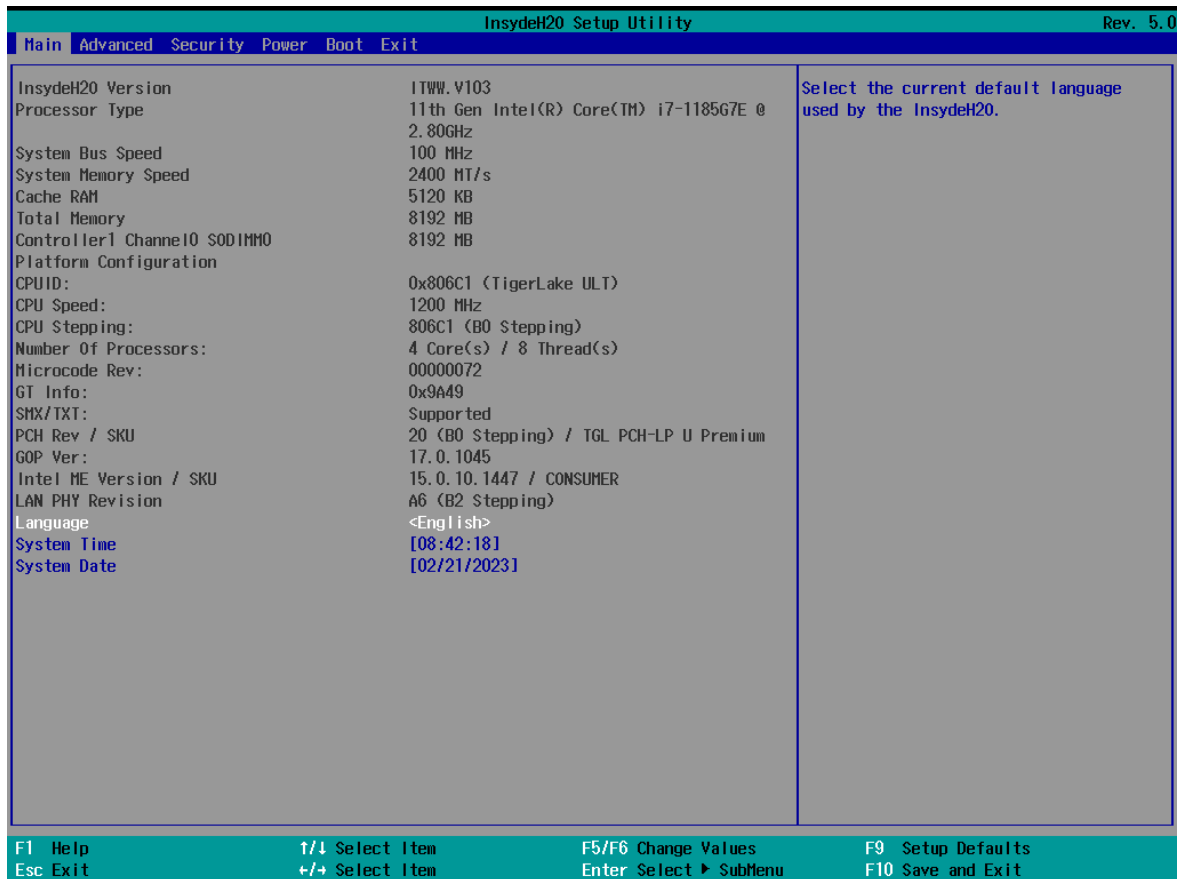 InsydeH20 Setup Utility Rev. 5.0
Main Advanced Security Power Boot Exit
InsydeH20 Version ITWW.V103
Processor Type 11th Gen Intel(R) Core(TM) i7-1185G7E @
2.80GHz
System Bus Speed 100 MHz
System Memory Speed 2400 MT/s
Cache RAM 5120 KB
Total Memory 8192 MB
Controller1 Channel0 SODIMM0 8192 MB
Platform Configuration
CPUID: 0x806C1 (TigerLake ULT)
CPU Speed: 1200 MHz
CPU Stepping: 806C1 (B0 Stepping)
Number Of Processors: 4 Core(s) / 8 Thread(s)
Microcode Rev: 00000072
GT Info: 0x9A49
SMX/TXT: Supported
PCH Rev / SKU 20 (B0 Stepping) / TGL PCH-LP U Premium
GOP Ver: 17.0.1045
Intel ME Version / SKU 15.0.10.1447 / CONSUMER
LAN PHY Revision A6 (B2 Stepping)
Language <English>
System Time [08:42:18]
System Date [02/21/2023]
Select the current default language
used by the InsydeH20.
F1 Help ↑/↓ Select Item F5/F6 Change Values F9 Setup Defaults
Esc Exit ←/→ Select Item Enter Select ▶ SubMenu F10 Save and Exit